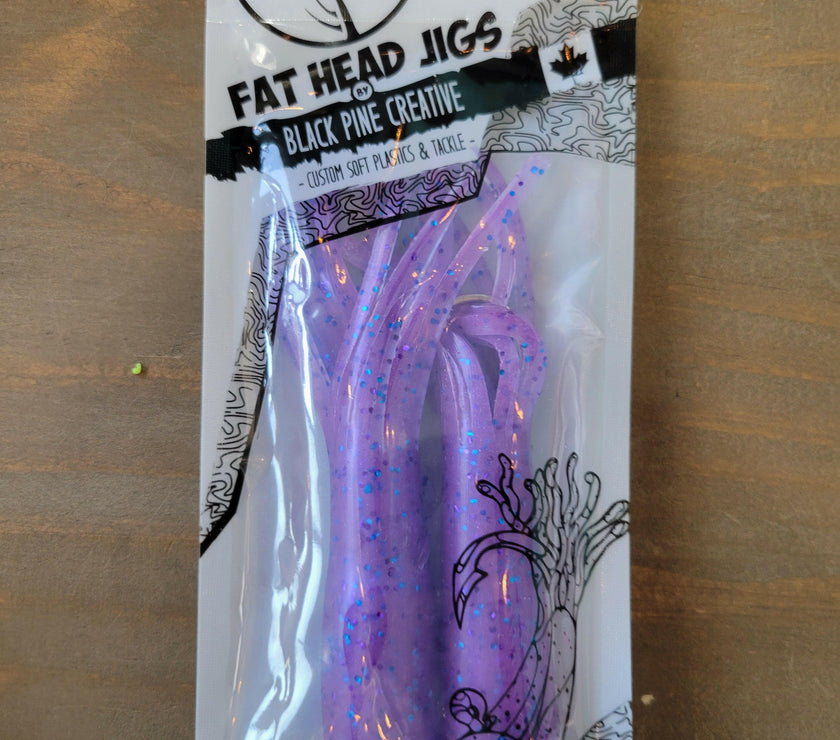 FAT HEAD JIGS
BY
BLACK PINE CREATIVE
- CUSTOM SOFT PLASTICS & TACKLE -